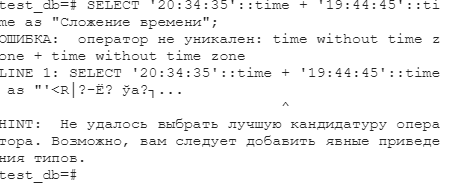 test_db=# SELECT '20:34:35'::time + '19:44:45'::ti
me as "Сложение времени";
ОШИБКА:  оператор не уникален: time without time z
one + time without time zone
LINE 1: SELECT '20:34:35'::time + '19:44:45'::time
 as "'<R|?-Ё? ўа?┐...
^
HINT:  Не удалось выбрать лучшую кандидатуру опера
тора. Возможно, вам следует добавить явные приведе
ния типов.
test_db=#